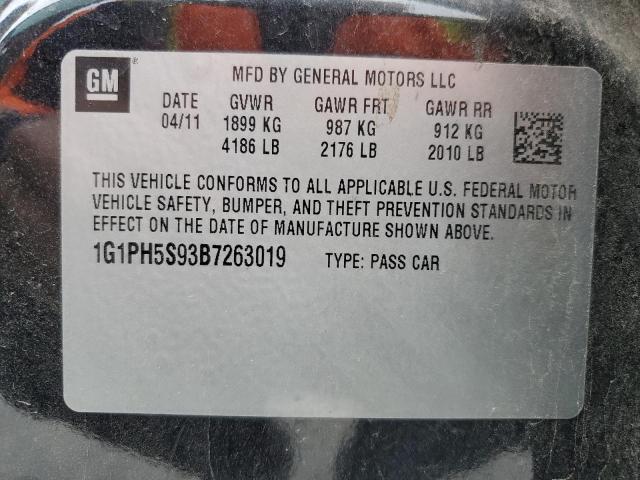 GM ®
MFD BY GENERAL MOTORS LLC
DATE GVWR GAWR FRT GAWR RR
04/11 1899 KG 987 KG 912 KG
4186 LB 2176 LB 2010 LB
THIS VEHICLE CONFORMS TO ALL APPLICABLE U.S. FEDERAL MOTOR
VEHICLE SAFETY, BUMPER, AND THEFT PREVENTION STANDARDS IN
EFFECT ON THE DATE OF MANUFACTURE SHOWN ABOVE.
1G1PH5S93B7263019 TYPE: PASS CAR